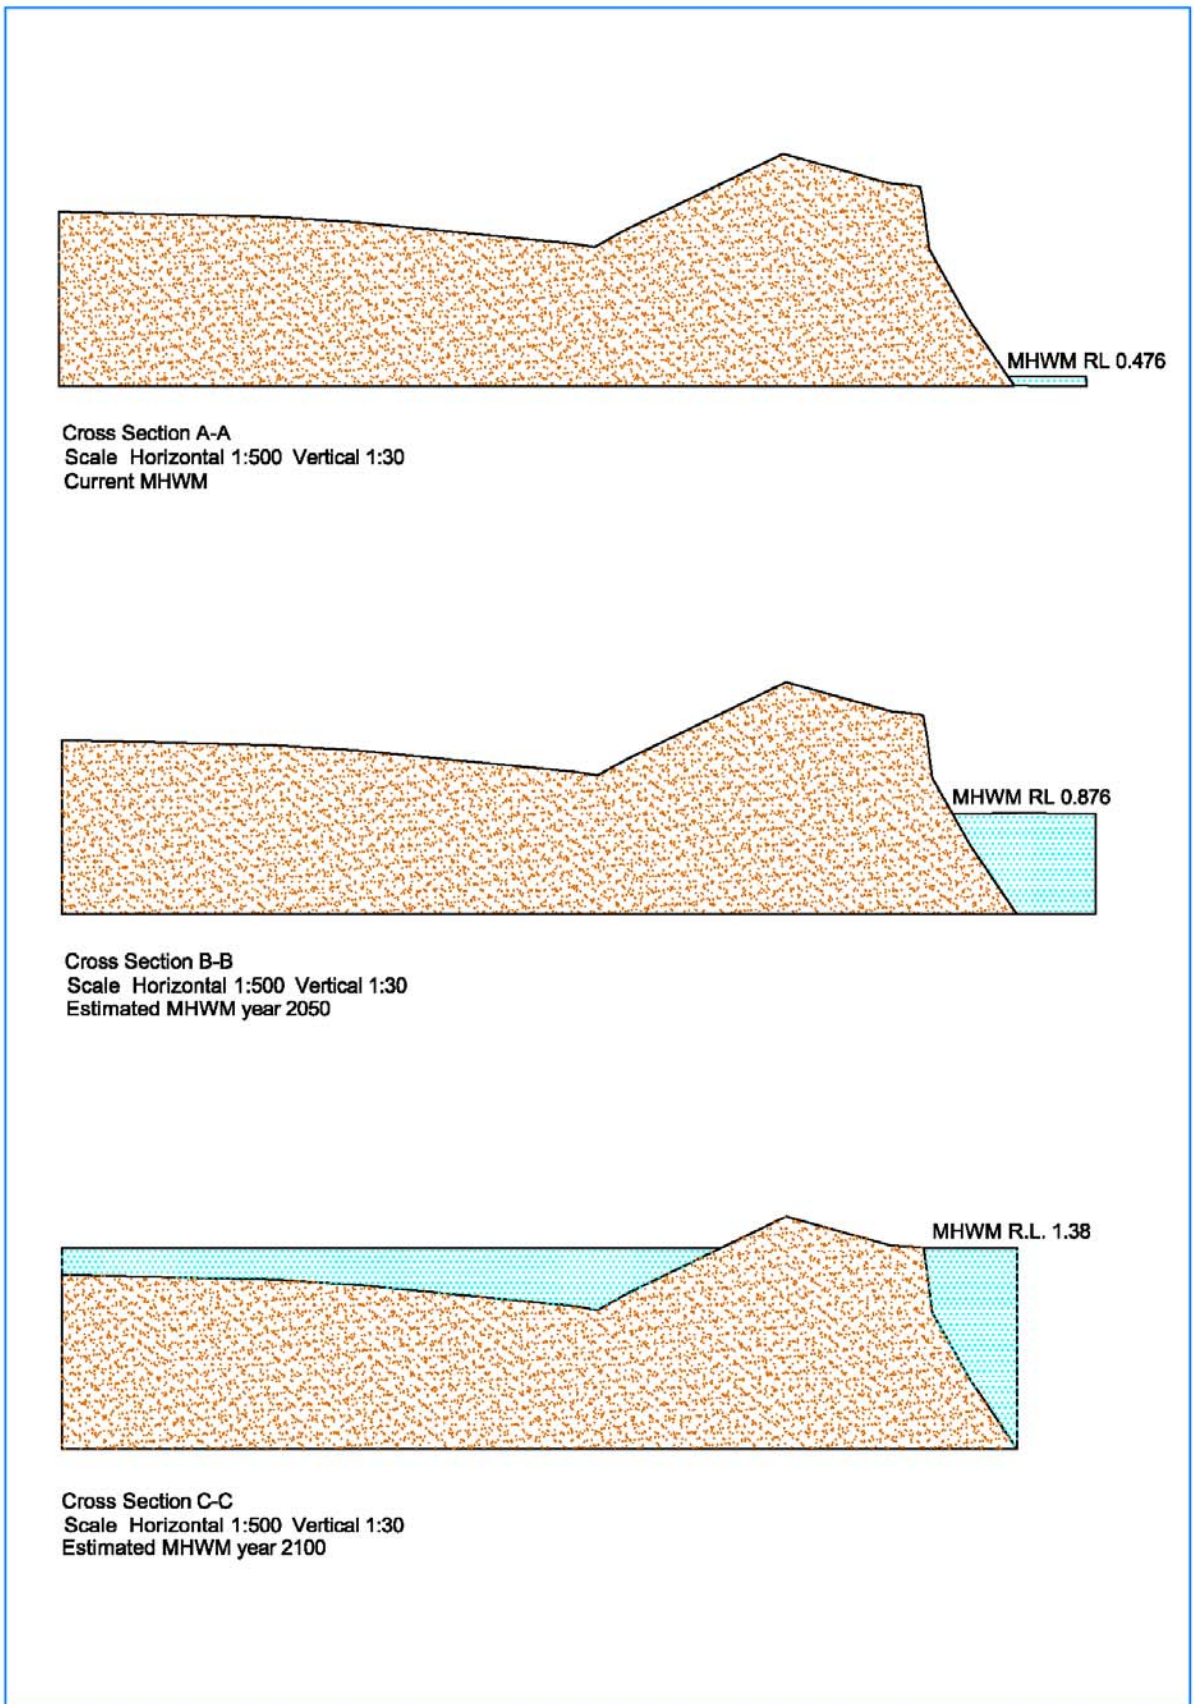 MHWM RL 0.476
Cross Section A-A
Scale Horizontal 1:500 Vertical 1:30
Current MHWM
MHWM RL 0.876
Cross Section B-B
Scale Horizontal 1:500 Vertical 1:30
Estimated MHWM year 2050
MHWM R.L. 1.38
Cross Section C-C
Scale Horizontal 1:500 Vertical 1:30
Estimated MHWM year 2100